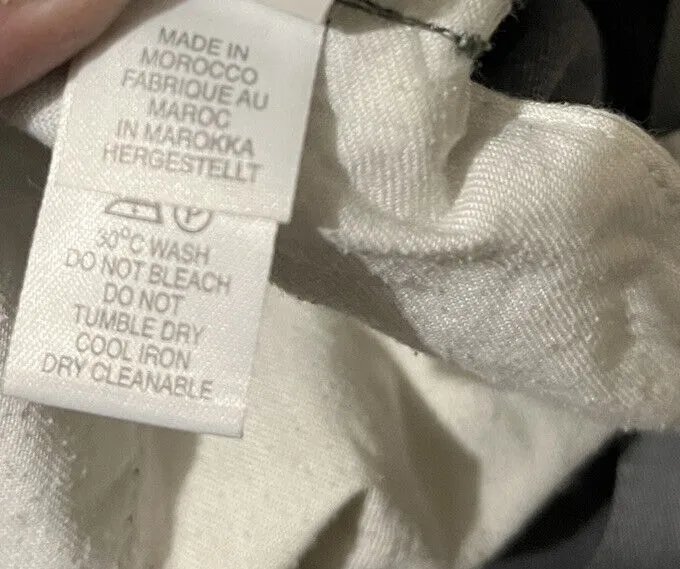 MADE IN
MOROCCO
FABRIQUE AU
MAROC
IN MAROKKA
HERGESTELLT
P
30°C WASH
DO NOT BLEACH
DO NOT
TUMBLE DRY
COOL IRON
DRY CLEANABLE